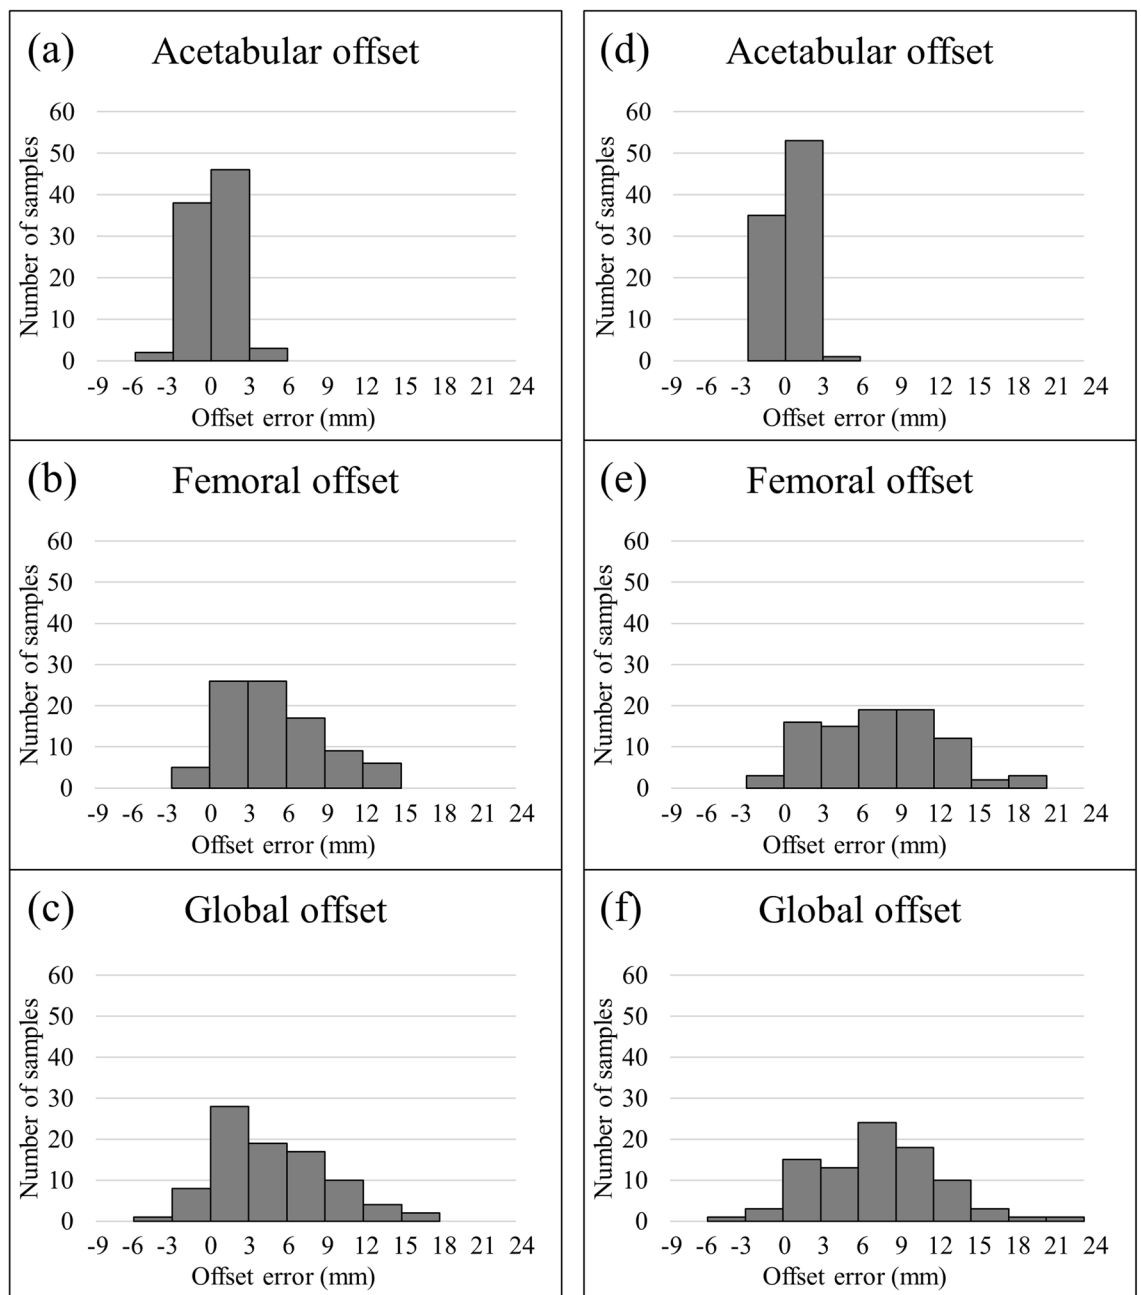 (a) Acetabular offset
60
50
40
30
20
10
0
Number of samples
-9 -6 -3 0 3 6 9 12 15 18 21 24
Offset error (mm)
(b) Femoral offset
60
50
40
30
20
10
0
Number of samples
-9 -6 -3 0 3 6 9 12 15 18 21 24
Offset error (mm)
(c) Global offset
60
50
40
30
20
10
0
Number of samples
-9 -6 -3 0 3 6 9 12 15 18 21 24
Offset error (mm)
(d) Acetabular offset
60
50
40
30
20
10
0
Number of samples
-9 -6 -3 0 3 6 9 12 15 18 21 24
Offset error (mm)
(e) Femoral offset
60
50
40
30
20
10
0
Number of samples
-9 -6 -3 0 3 6 9 12 15 18 21 24
Offset error (mm)
(f) Global offset
60
50
40
30
20
10
0
Number of samples
-9 -6 -3 0 3 6 9 12 15 18 21 24
Offset error (mm)